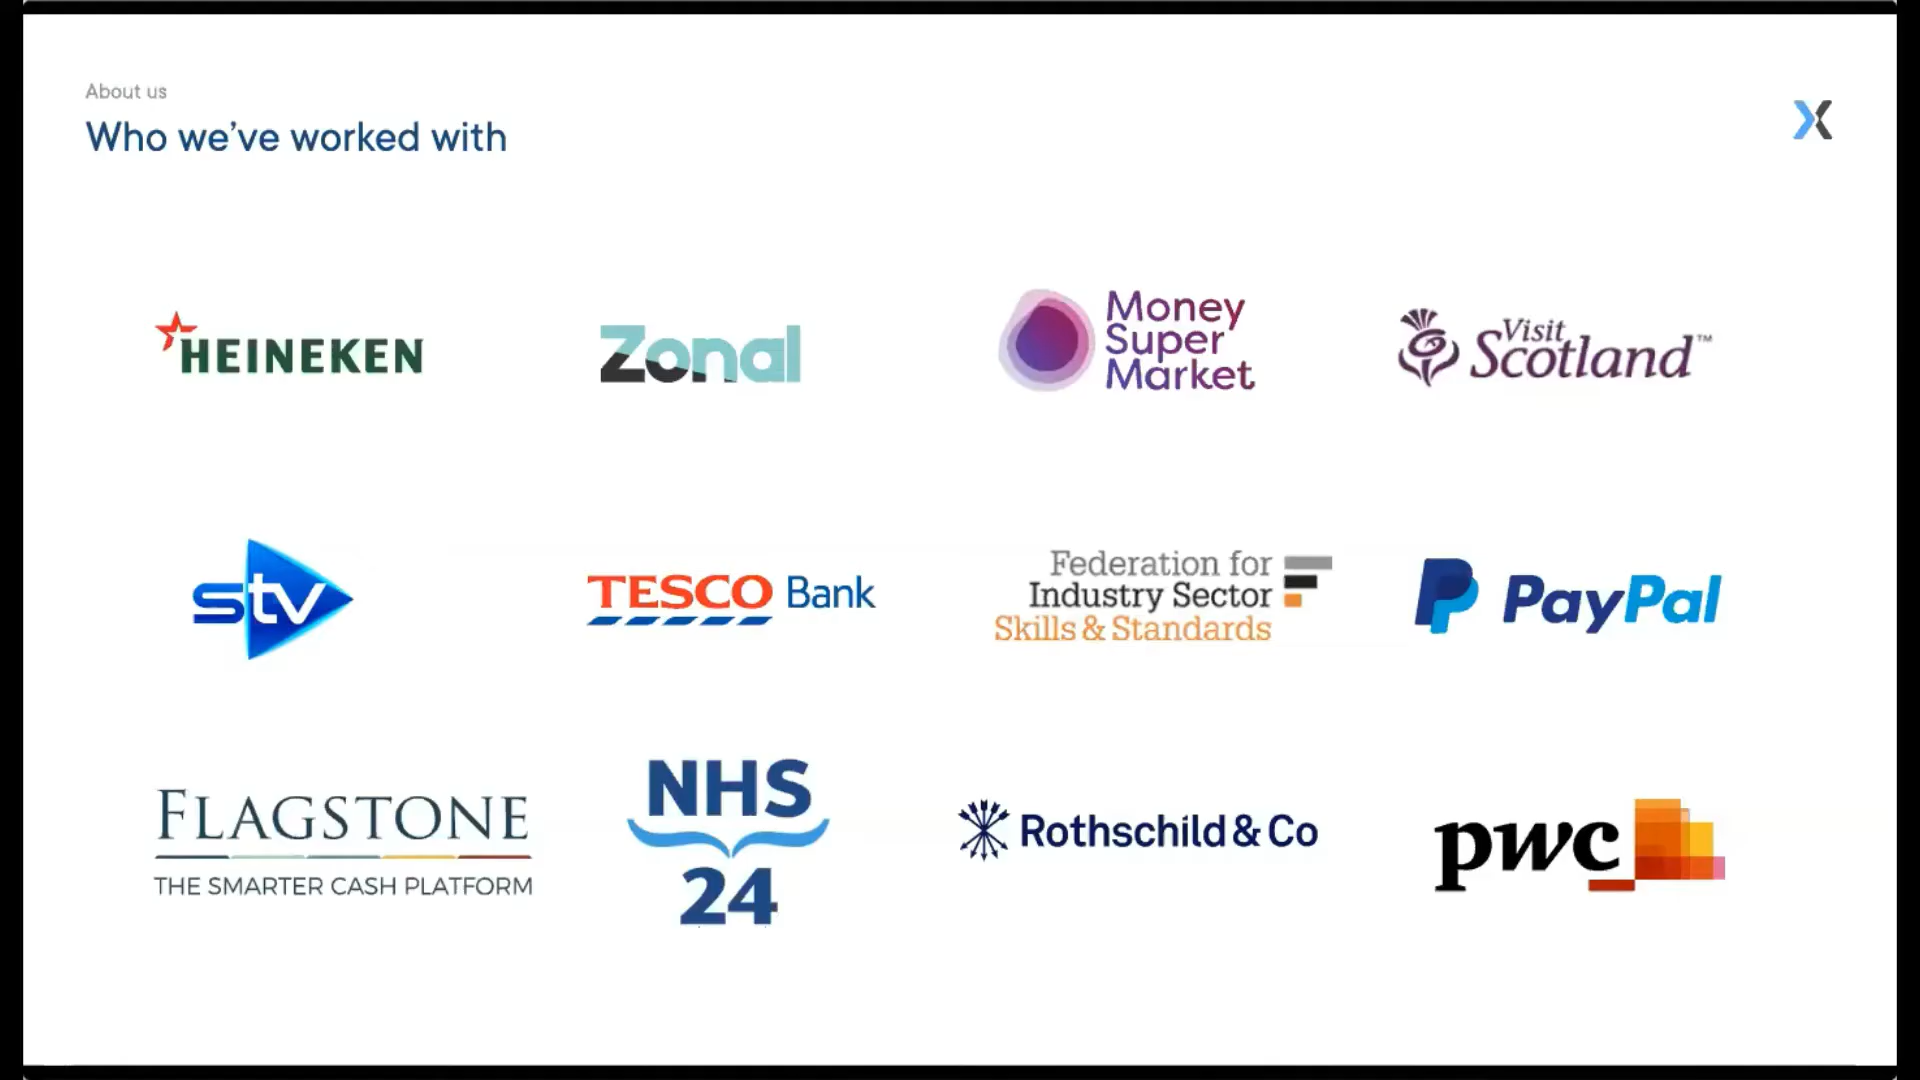 About us
Who we've worked with
HEINEKEN
Zonal
Money
Super
Market
Visit
Scotland™
stv
TESCO Bank
Federation for
Industry Sector
Skills & Standards
PayPal
FLAGSTONE
THE SMARTER CASH PLATFORM
NHS
24
Rothschild & Co
pwc